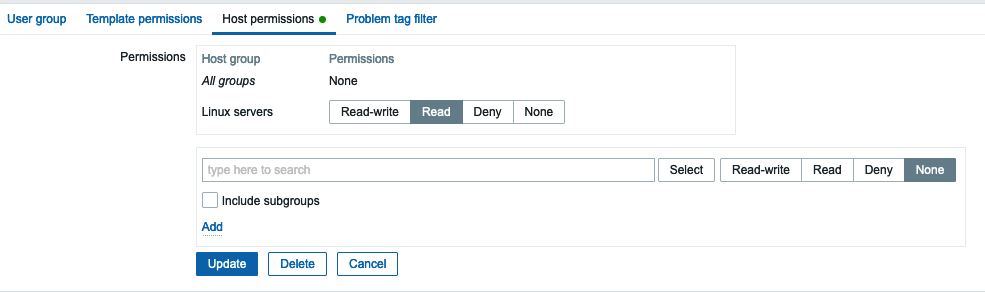 User group Template permissions Host permissions Problem tag filter
Permissions Host group Permissions
All groups None
Linux servers Read-write Read Deny None
type here to search Select Read-write Read Deny None
Include subgroups
Add
Update Delete Cancel